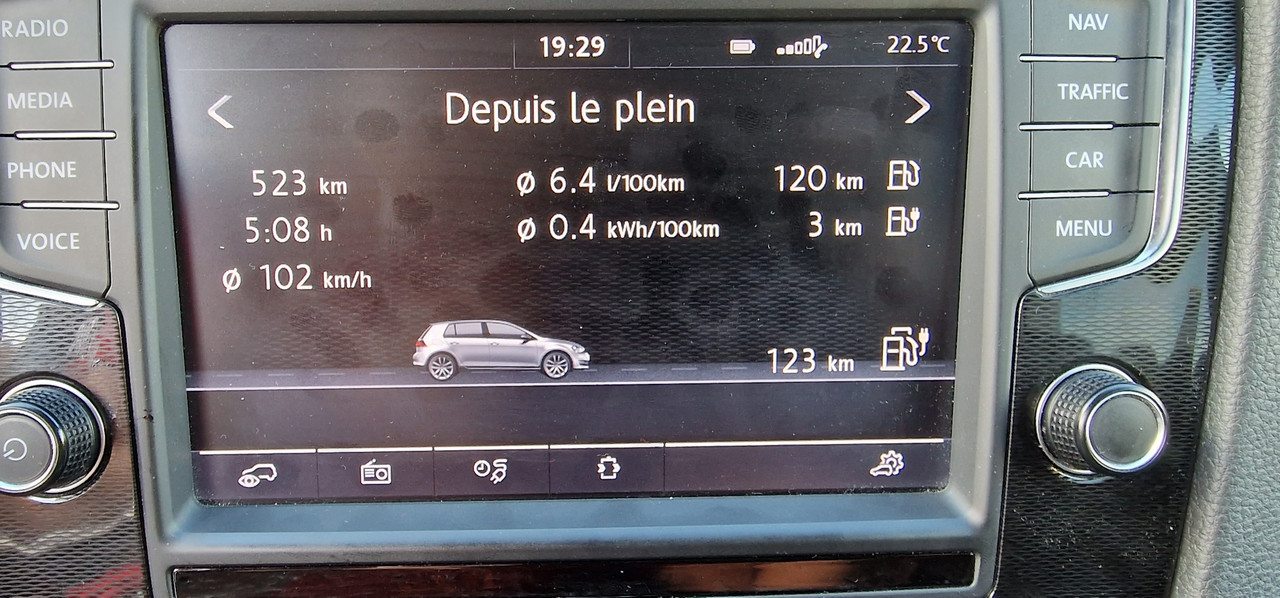 RADIO
MEDIA
PHONE
VOICE
19:29
22.5°C
Depuis le plein
523 km
Ø 6.4 l/100km
120 km
5:08 h
Ø 0.4 kWh/100km
3 km
Ø 102 km/h
123 km
NAV
TRAFFIC
CAR
MENU